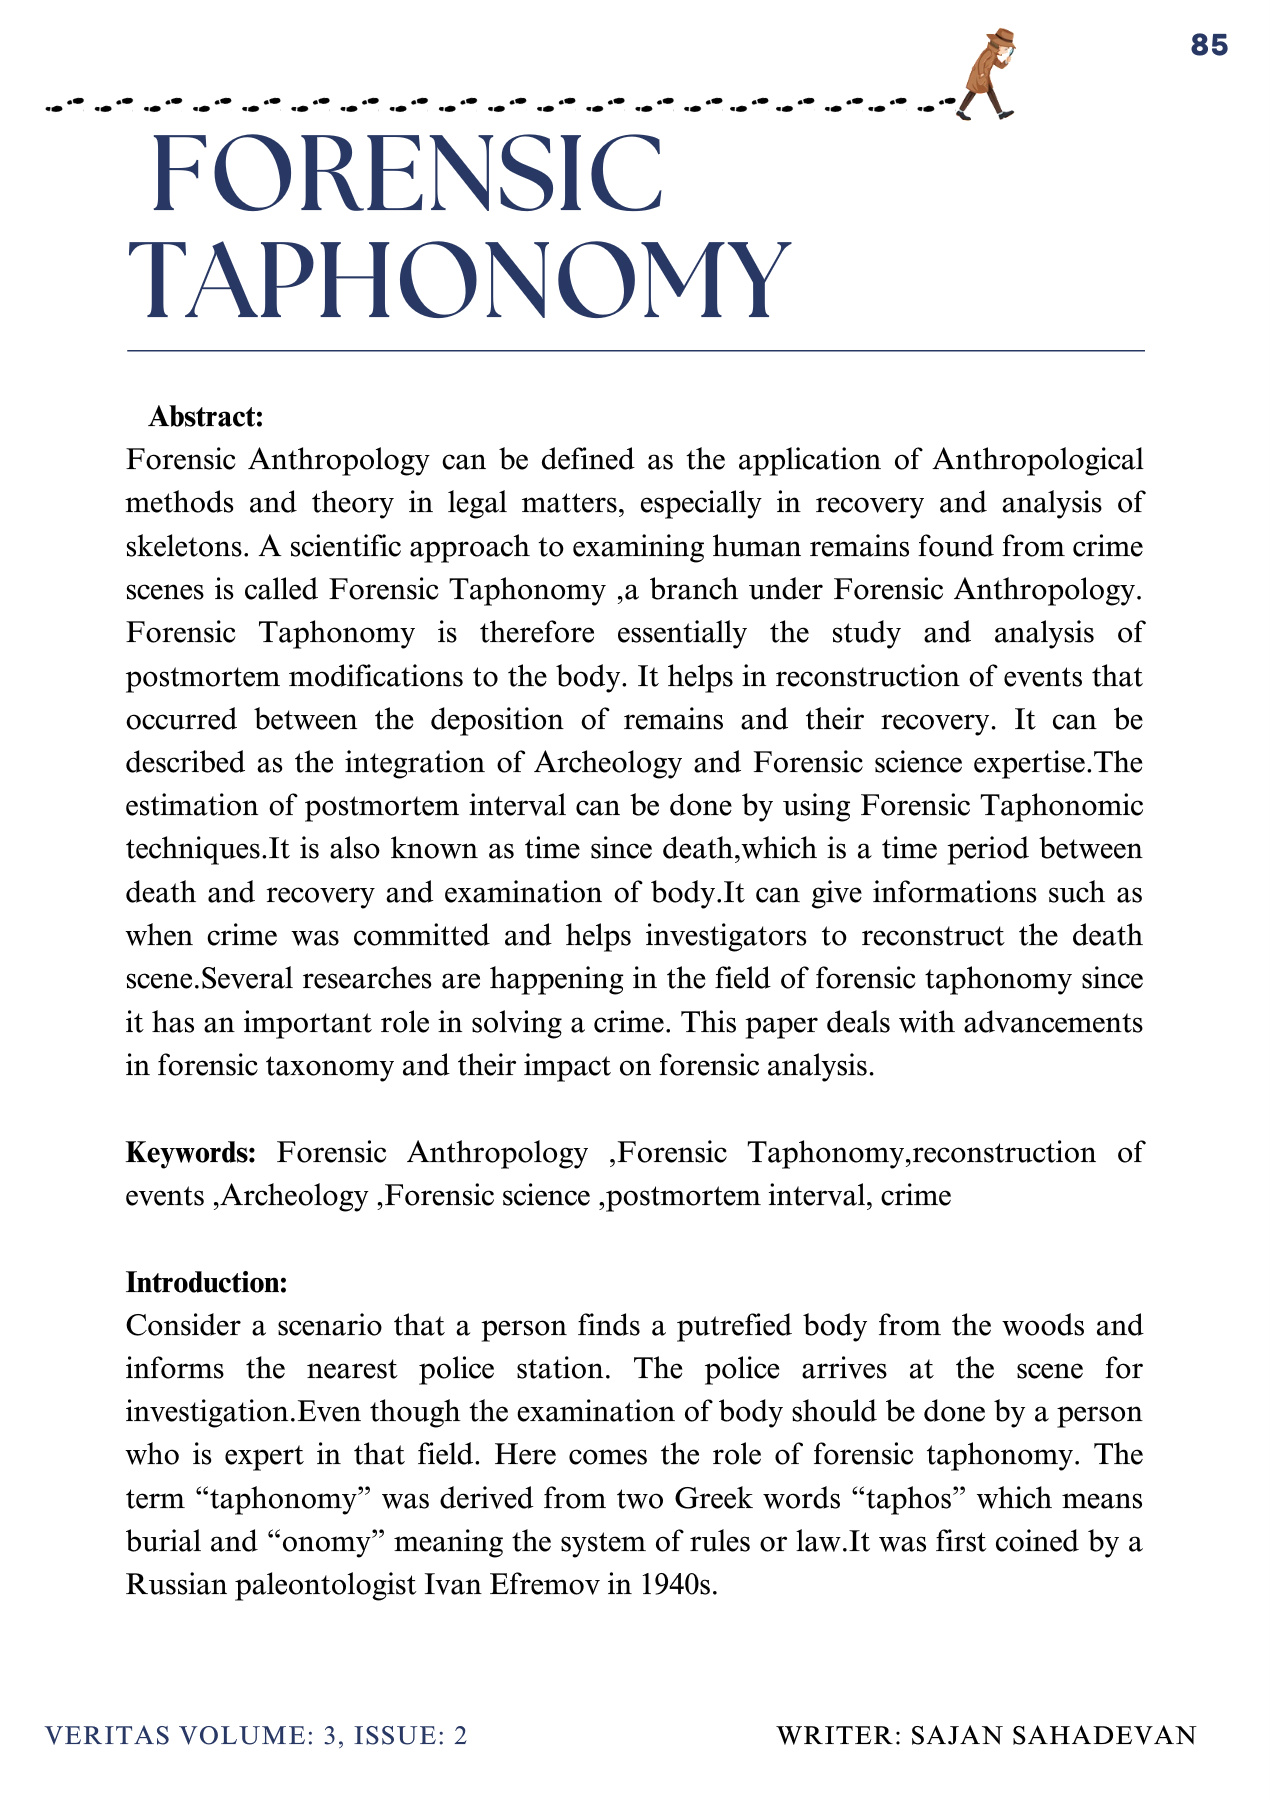 85
FORENSIC
TAPHONOMY
Abstract:
Forensic Anthropology can be defined as the application of Anthropological
methods and theory in legal matters, especially in recovery and analysis of
skeletons. A scientific approach to examining human remains found from crime
scenes is called Forensic Taphonomy ,a branch under Forensic Anthropology.
Forensic Taphonomy is therefore essentially the study and analysis of
postmortem modifications to the body. It helps in reconstruction of events that
occurred between the deposition of remains and their recovery. It can be
described as the integration of Archeology and Forensic science expertise.The
estimation of postmortem interval can be done by using Forensic Taphonomic
techniques.It is also known as time since death,which is a time period between
death and recovery and examination of body.It can give informations such as
when crime was committed and helps investigators to reconstruct the death
scene.Several researches are happening in the field of forensic taphonomy since
it has an important role in solving a crime. This paper deals with advancements
in forensic taxonomy and their impact on forensic analysis.
Keywords: Forensic Anthropology ,Forensic Taphonomy,reconstruction of
events ,Archeology ,Forensic science ,postmortem interval, crime
Introduction:
Consider a scenario that a person finds a putrefied body from the woods and
informs the nearest police station. The police arrives at the scene for
investigation.Even though the examination of body should be done by a person
who is expert in that field. Here comes the role of forensic taphonomy. The
term “taphonomy” was derived from two Greek words “taphos” which means
burial and “onomy” meaning the system of rules or law.It was first coined by a
Russian paleontologist Ivan Efremov in 1940s.
VERITAS VOLUME: 3, ISSUE: 2
WRITER: SAJAN SAHADEVAN